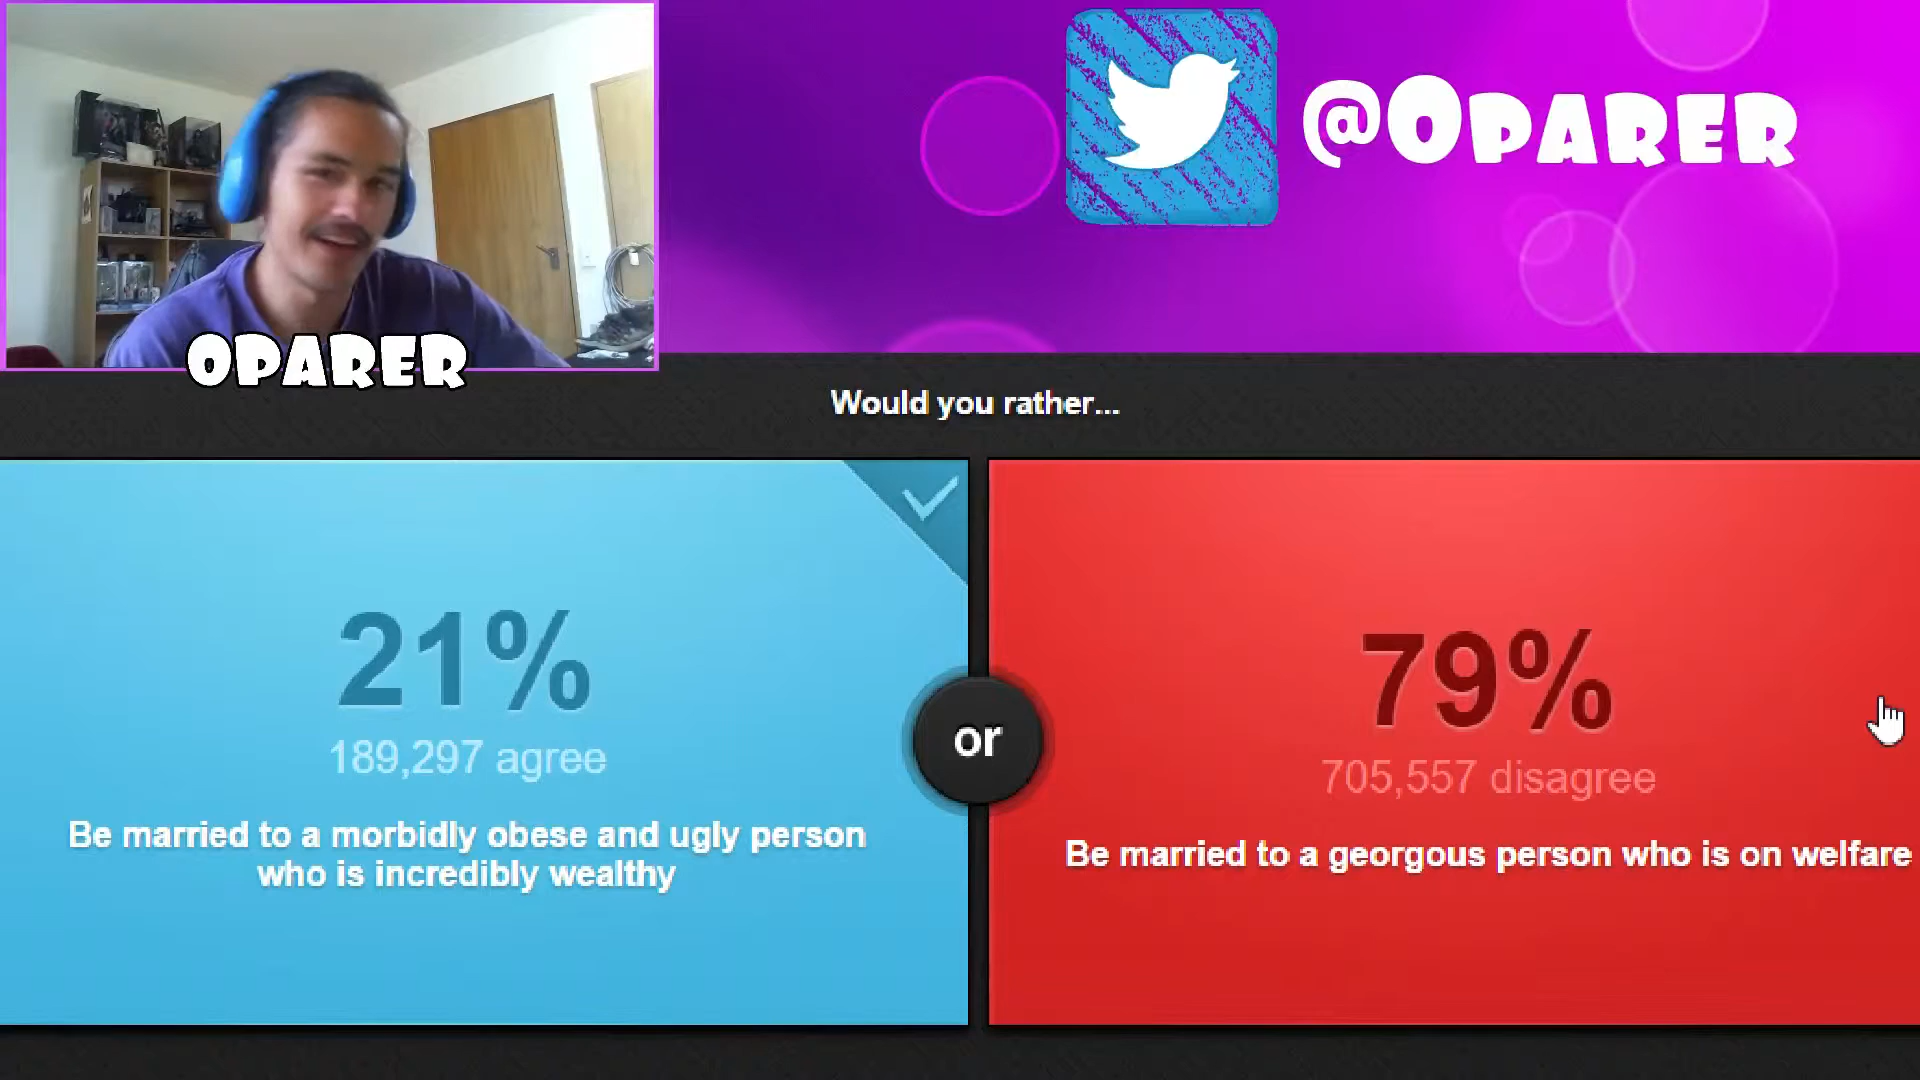 @OPARER
OPARER
Would you rather...
21%
189,297 agree
Be married to a morbidly obese and ugly person
who is incredibly wealthy
or
79%
705,557 disagree
Be married to a georgous person who is on welfare